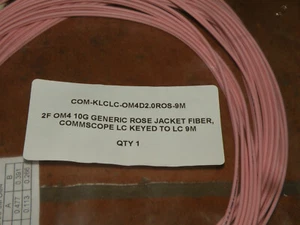 COM-KLCLC-OM4D2.0ROS-9M
2F OM4 10G GENERIC ROSE JACKET FIBER,
COMMSCOPE LC KEYED TO LC 9M
QTY 1
A B